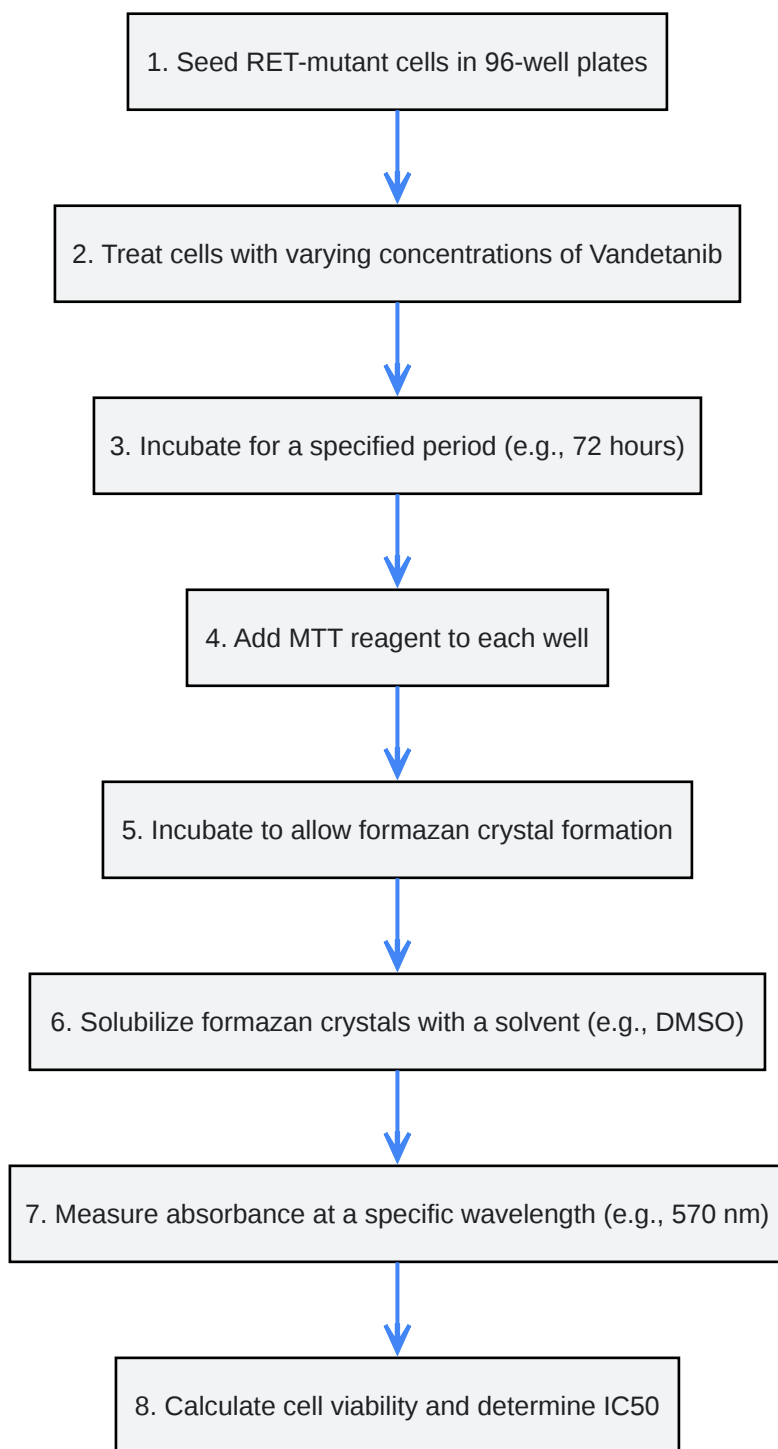 1. Seed RET-mutant cells in 96-well plates
2. Treat cells with varying concentrations of Vandetanib
3. Incubate for a specified period (e.g., 72 hours)
4. Add MTT reagent to each well
5. Incubate to allow formazan crystal formation
6. Solubilize formazan crystals with a solvent (e.g., DMSO)
7. Measure absorbance at a specific wavelength (e.g., 570 nm)
8. Calculate cell viability and determine IC50